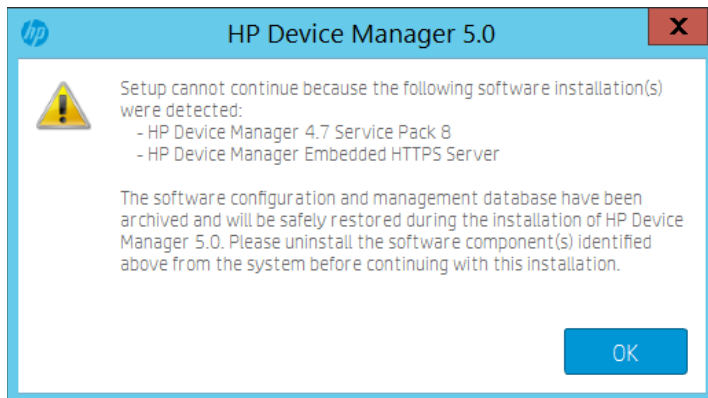 hp
HP Device Manager 5.0
X
Setup cannot continue because the following software installation(s)
were detected:
- HP Device Manager 4.7 Service Pack 8
- HP Device Manager Embedded HTTPS Server
The software configuration and management database have been
archived and will be safely restored during the installation of HP Device
Manager 5.0. Please uninstall the software component(s) identified
above from the system before continuing with this installation.
OK